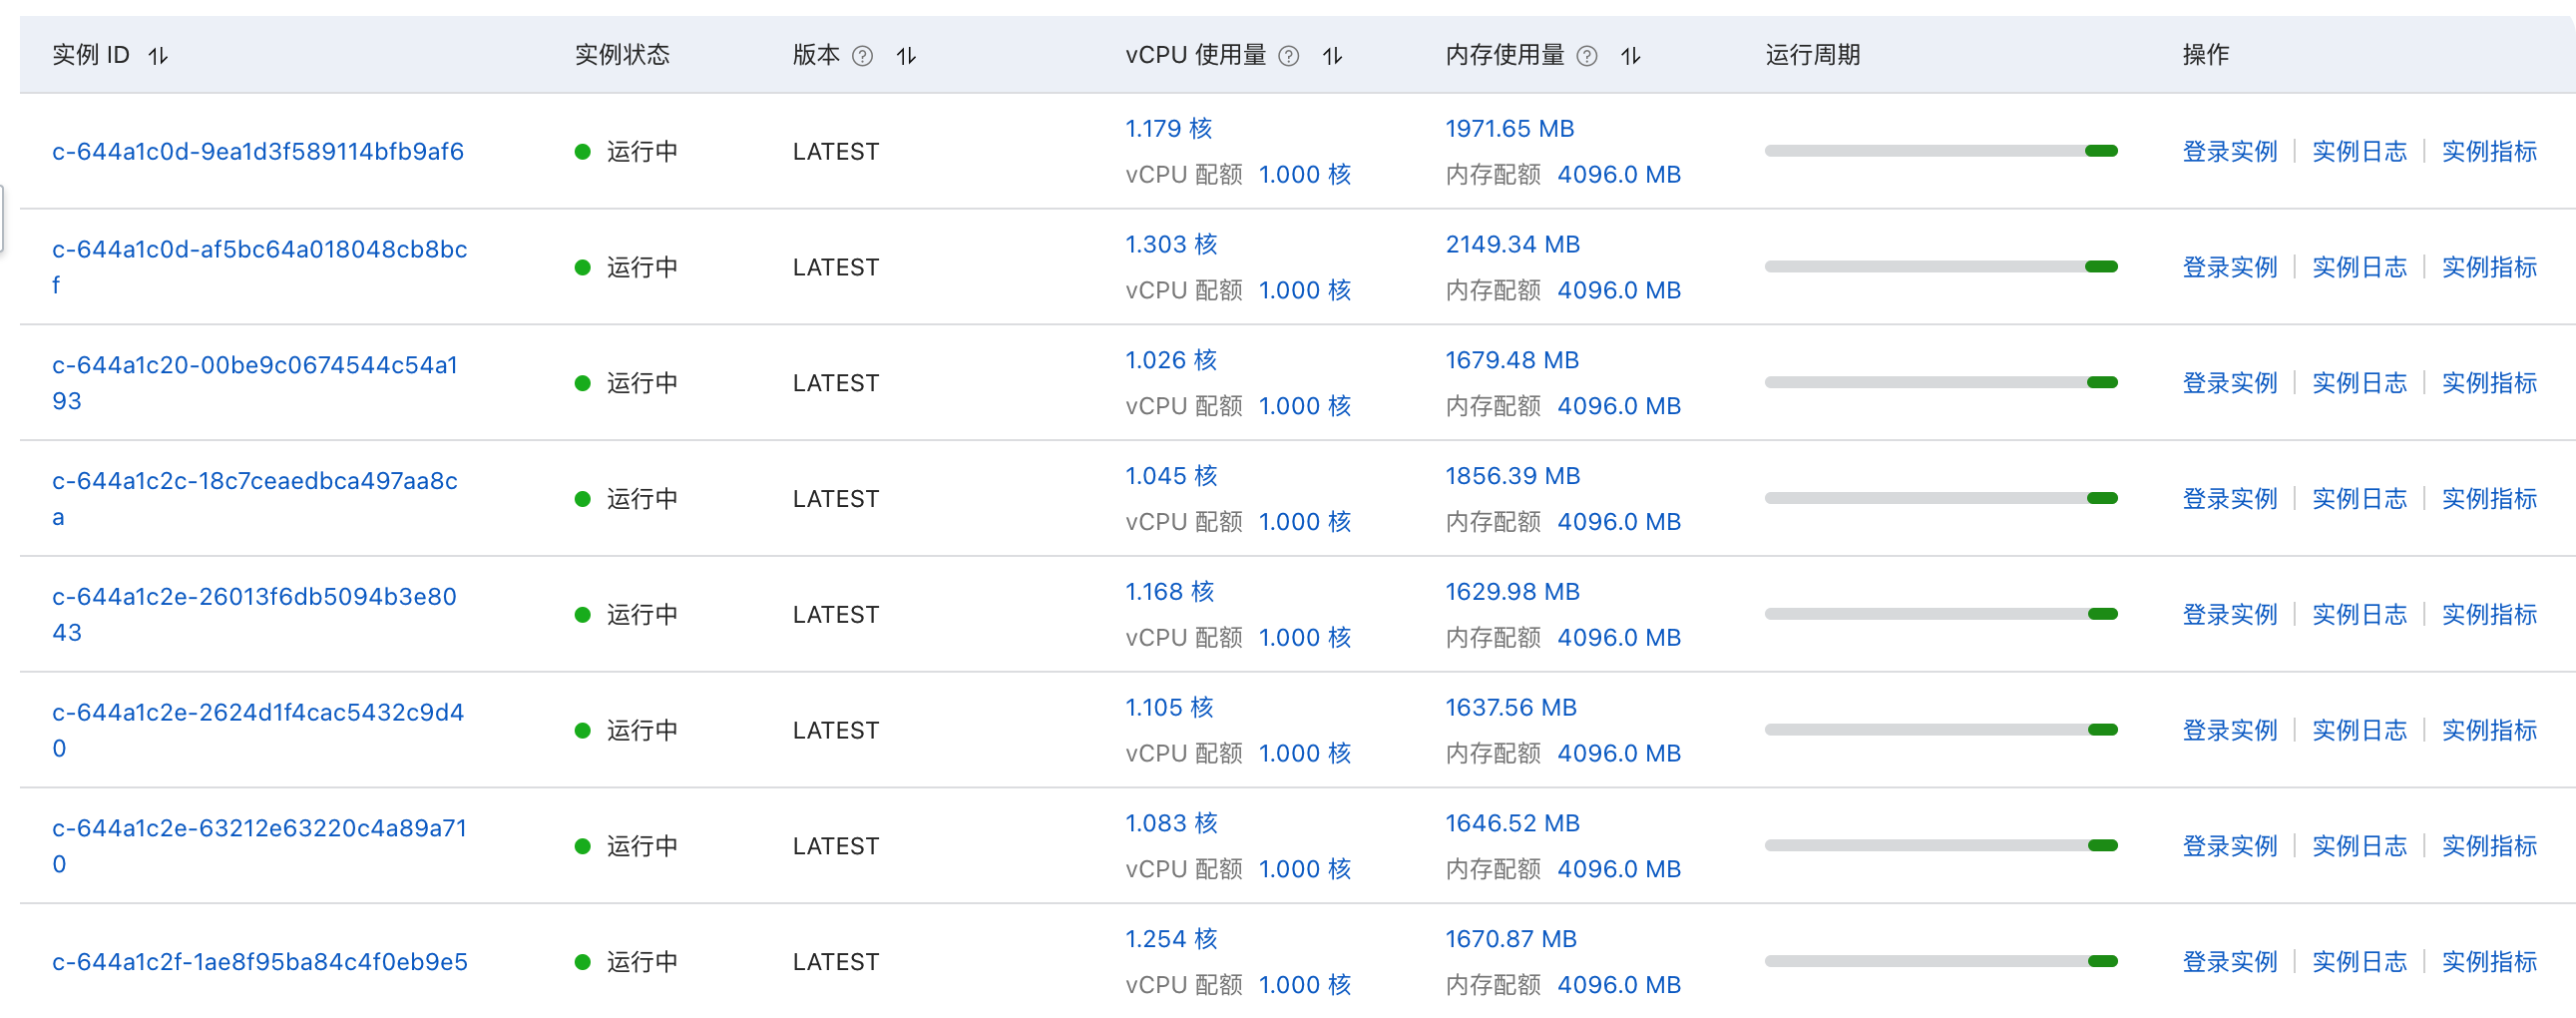 实例 ID 实例状态 版本 vCPU 使用量 内存使用量 运行周期 操作
c-644a1c0d-9ea1d3f589114bfb9af6 运行中 LATEST 1.179 核 1971.65 MB 登录实例 实例日志 实例指标
vCPU 配额 1.000 核 内存配额 4096.0 MB
c-644a1c0d-af5bc64a018048cb8bc 运行中 LATEST 1.303 核 2149.34 MB 登录实例 实例日志 实例指标
f vCPU 配额 1.000 核 内存配额 4096.0 MB
c-644a1c20-00be9c0674544c54a1 运行中 LATEST 1.026 核 1679.48 MB 登录实例 实例日志 实例指标
93 vCPU 配额 1.000 核 内存配额 4096.0 MB
c-644a1c2c-18c7ceaedbca497aa8c 运行中 LATEST 1.045 核 1856.39 MB 登录实例 实例日志 实例指标
a vCPU 配额 1.000 核 内存配额 4096.0 MB
c-644a1c2e-26013f6db5094b3e80 运行中 LATEST 1.168 核 1629.98 MB 登录实例 实例日志 实例指标
43 vCPU 配额 1.000 核 内存配额 4096.0 MB
c-644a1c2e-2624d1f4cac5432c9d4 运行中 LATEST 1.105 核 1637.56 MB 登录实例 实例日志 实例指标
0 vCPU 配额 1.000 核 内存配额 4096.0 MB
c-644a1c2e-63212e63220c4a89a71 运行中 LATEST 1.083 核 1646.52 MB 登录实例 实例日志 实例指标
0 vCPU 配额 1.000 核 内存配额 4096.0 MB
c-644a1c2f-1ae8f95ba84c4f0eb9e5 运行中 LATEST 1.254 核 1670.87 MB 登录实例 实例日志 实例指标
vCPU 配额 1.000 核 内存配额 4096.0 MB